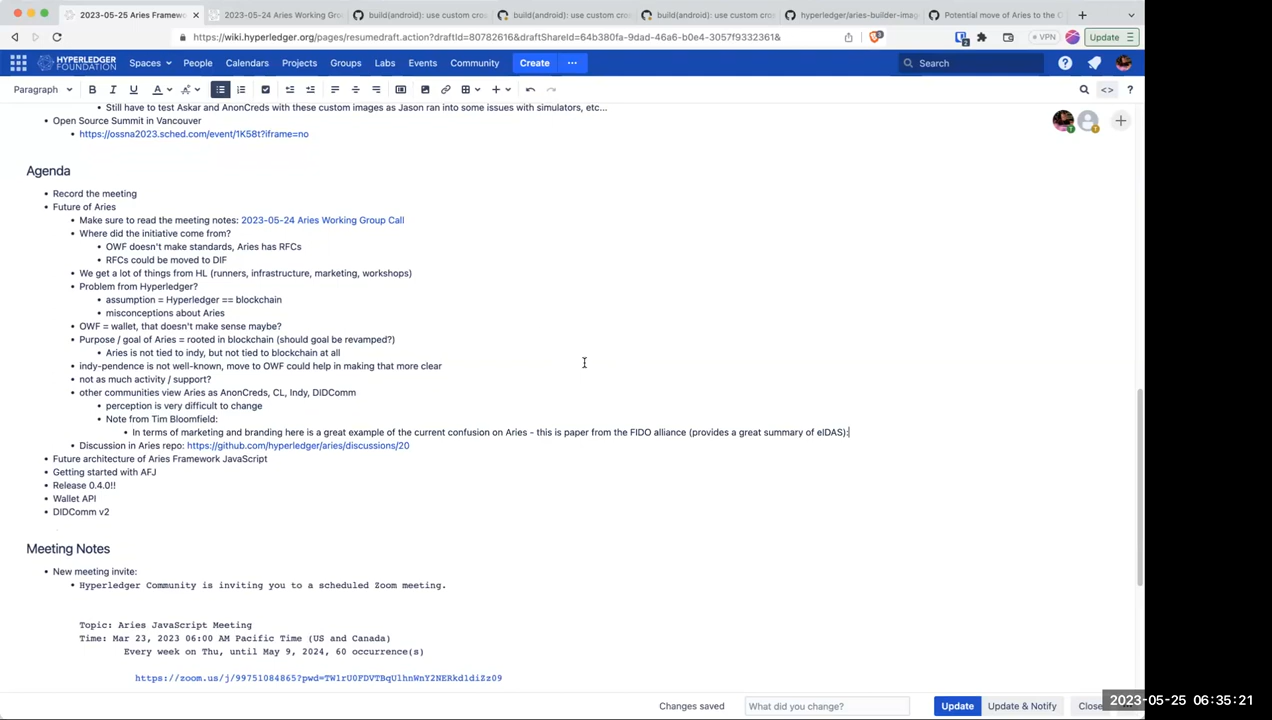 2023-05-25 Aries Framewo
2023-05-24 Aries Working Gro
build(android): use custom cro
build(android): use custom cro
build(android): use custom cro
hyperledger/aries-builder-imag
Potential move of Aries to the O
https://wiki.hyperledger.org/pages/resumedraft.action?draftId=80782616&draftShareId=64b380fa-9dad-46a6-b0e4-3057f9332361&
VPN
Update
HYPERLEDGER FOUNDATION
Spaces People Calendars Projects Groups Labs Events Community Create
Search
Paragraph B I U A
Still have to test Askar and AnonCreds with these custom images as Jason ran into some issues with simulators, etc...
• Open Source Summit in Vancouver
• https://ossna2023.sched.com/event/1K58t?iframe=no
Agenda
• Record the meeting
• Future of Aries
• Make sure to read the meeting notes: 2023-05-24 Aries Working Group Call
• Where did the initiative come from?
• OWF doesn't make standards, Aries has RFCs
• RFCs could be moved to DIF
• We get a lot of things from HL (runners, infrastructure, marketing, workshops)
• Problem from Hyperledger?
• assumption = Hyperledger == blockchain
• misconceptions about Aries
• OWF = wallet, that doesn't make sense maybe?
• Purpose / goal of Aries = rooted in blockchain (should goal be revamped?)
• Aries is not tied to indy, but not tied to blockchain at all
• indy-pendence is not well-known, move to OWF could help in making that more clear
• not as much activity / support?
• other communities view Aries as AnonCreds, CL, Indy, DIDComm
• perception is very difficult to change
• Note from Tim Bloomfield:
• In terms of marketing and branding here is a great example of the current confusion on Aries - this is paper from the FIDO alliance (provides a great summary of eIDAS):
• Discussion in Aries repo: https://github.com/hyperledger/aries/discussions/20
• Future architecture of Aries Framework JavaScript
• Getting started with AFJ
• Release 0.4.0!!
• Wallet API
• DIDComm v2
Meeting Notes
• New meeting invite:
• Hyperledger Community is inviting you to a scheduled Zoom meeting.
Topic: Aries JavaScript Meeting
Time: Mar 23, 2023 06:00 AM Pacific Time (US and Canada)
Every week on Thu, until May 9, 2024, 60 occurrence(s)
https://zoom.us/j/99751084865?pwd=TW1rU0FDVTBqUlhnWnY2NERkd1diZz09
Changes saved
What did you change?
Update
Update & Notify
Close
2023-05-25 06:35:21